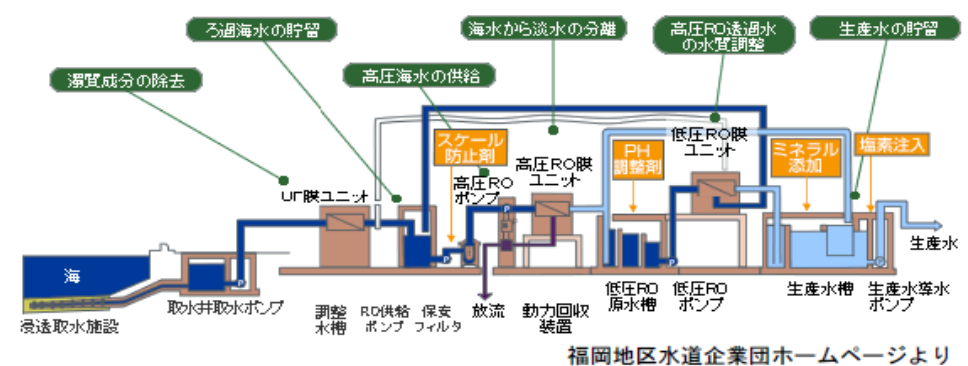 ろ過海水の貯留
海水から淡水の分離
高圧RO透過水
の水質調整
生産水の貯留
濁質成分の除去
高圧海水の供給
スケール
防止剤
PH
調整剤
低圧RO膜
ユニット
ミネラル
添加
塩素注入
UF膜ユニット
高圧RO
ポンプ
高圧RO膜
ユニット
海
P
P
P
P
P
P
生産水
浸透取水施設
取水井取水ポンプ
調整
水槽
RO供給
ポンプ
保安
フィルタ
放流
動力回収
装置
低圧RO
原水槽
低圧RO
ポンプ
生産水槽
生産水導水
ポンプ
福岡地区水道企業団ホームページより